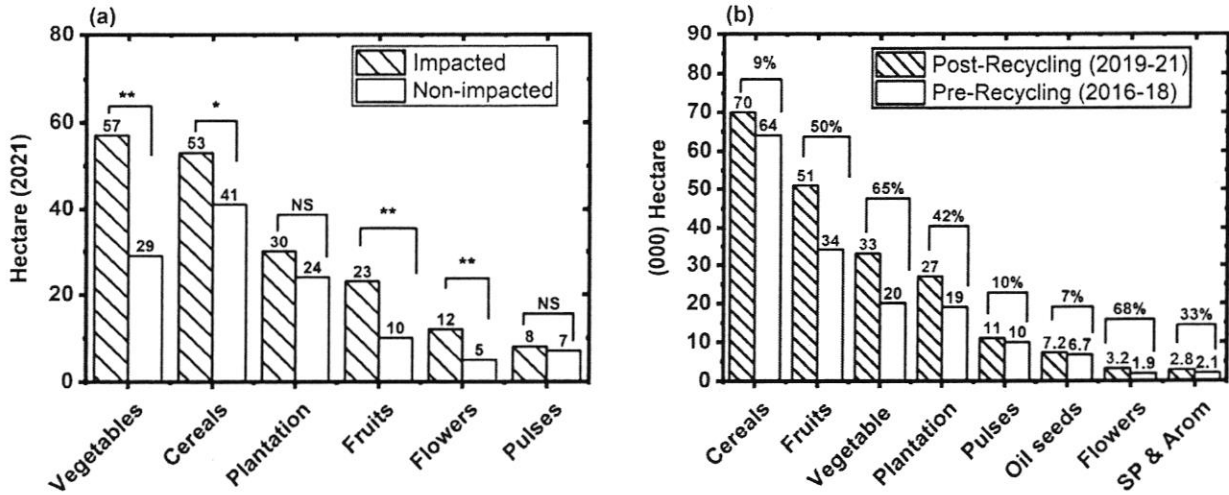 (a)
Hectare (2021)
80
60
40
20
0
Impacted
Non-impacted
**
57
29
*
53
41
NS
30
24
**
23
10
**
12
5
NS
8
7
Vegetables
Cereals
Plantation
Fruits
Flowers
Pulses
(b)
(000) Hectare
90
80
70
60
50
40
30
20
10
0
Post-Recycling (2019-21)
Pre-Recycling (2016-18)
9%
70
64
50%
51
34
65%
33
20
42%
27
19
10%
11
10
7%
7.2
6.7
68%
3.2
1.9
33%
2.8
2.1
Cereals
Fruits
Vegetable
Plantation
Pulses
Oil seeds
Flowers
SP & Arom